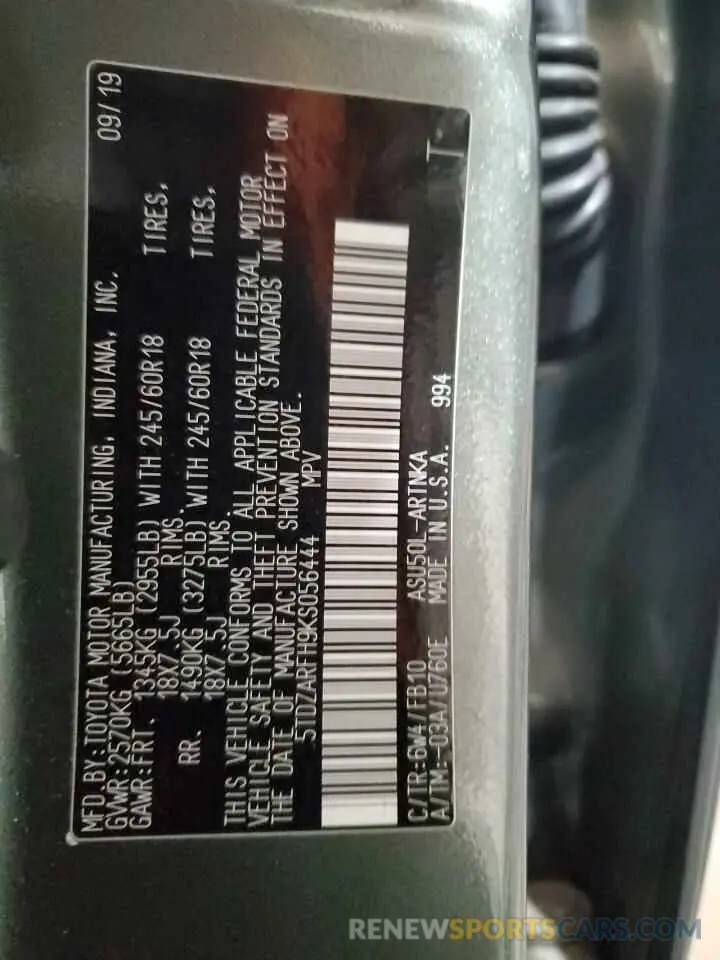 MFD.BY:TOYOTA MOTOR MANUFACTURING, INDIANA, INC. 09/19
GVWR:2570KG (5665LB)
GAWR:FRT. 1345KG (2955LB) WITH 245/60R18 TIRES,
18X7.5J RIMS.
RR. 1490KG (3275LB) WITH 245/60R18 TIRES,
18X7.5J RIMS
THIS VEHICLE CONFORMS TO ALL APPLICABLE FEDERAL MOTOR
VEHICLE SAFETY AND THEFT PREVENTION STANDARDS IN EFFECT ON
THE DATE OF MANUFACTURE SHOWN ABOVE.
5TDZARFH9KS056444 MPV
C/TR:6W4/FB10 ASU50L-ARTNKA
A/TM:-03A/U760E MADE IN U.S.A. 994
RENEWSPORTSCARS.COM